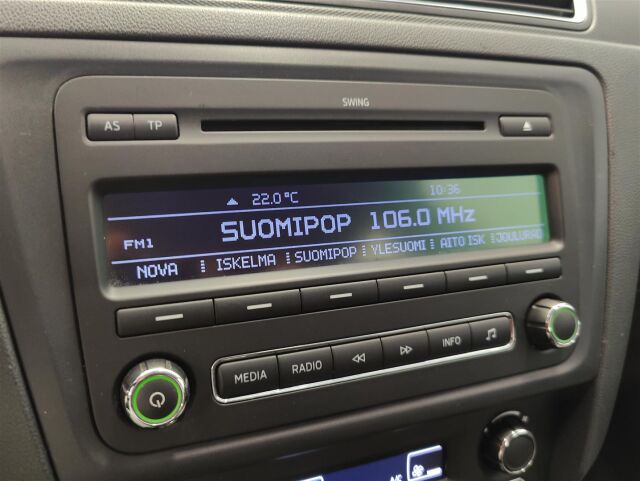 SWING
AS TP
22.0°C 10:36
SUOMIPOP 106.0 MHz
FM1
NOVA ISKELMA SUOMIPOP YLESUOMI AITO ISK JOULURAD
MEDIA RADIO INFO
A/C